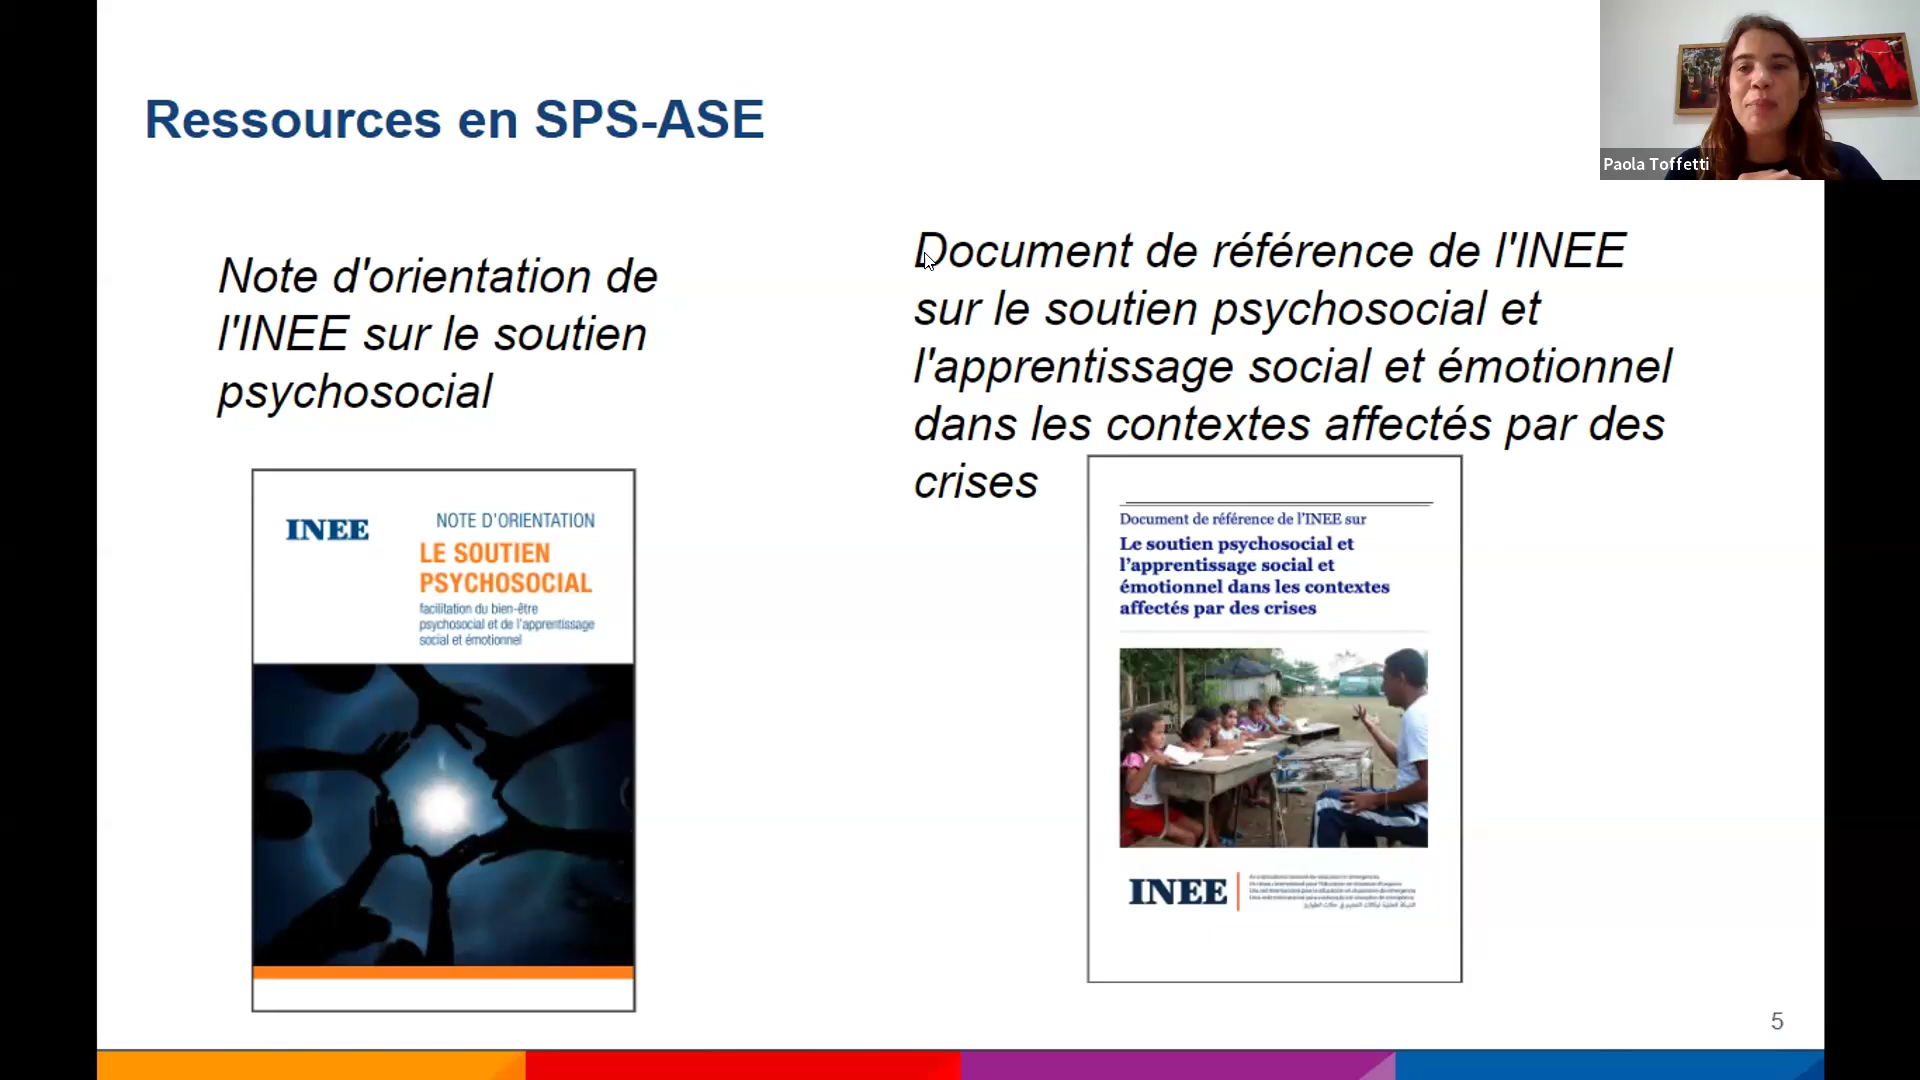 Ressources en SPS-ASE
Paola Toffetti
Note d'orientation de
l'INEE sur le soutien
psychosocial
Document de référence de l'INEE
sur le soutien psychosocial et
l'apprentissage social et émotionnel
dans les contextes affectés par des
crises
INEE
NOTE D'ORIENTATION
LE SOUTIEN
PSYCHOSOCIAL
facilitation du bien-être
psychosocial et de l'apprentissage
social et émotionnel
Document de référence de l'INEE sur
Le soutien psychosocial et
l'apprentissage social et
émotionnel dans les contextes
affectés par des crises
INEE
5